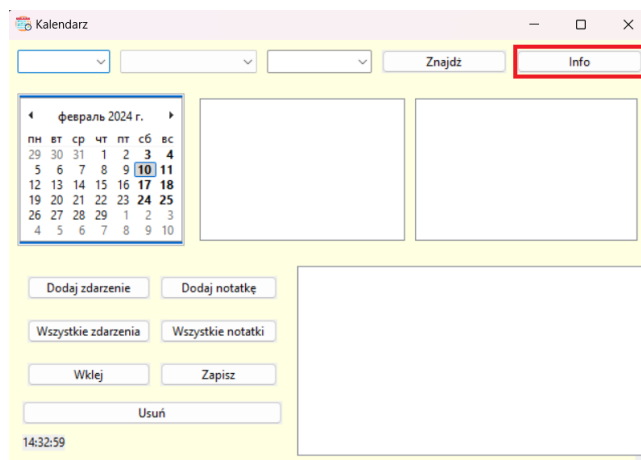 Kalendarz
Znajdż Info
февраль 2024 г.
пн вт ср чт пт сб вс
29 30 31 1 2 3 4
5 6 7 8 9 10 11
12 13 14 15 16 17 18
19 20 21 22 23 24 25
26 27 28 29 1 2 3
4 5 6 7 8 9 10
Dodaj zdarzenie Dodaj notatkę
Wszystkie zdarzenia Wszystkie notatki
Wklej Zapisz
Usuń
14:32:59